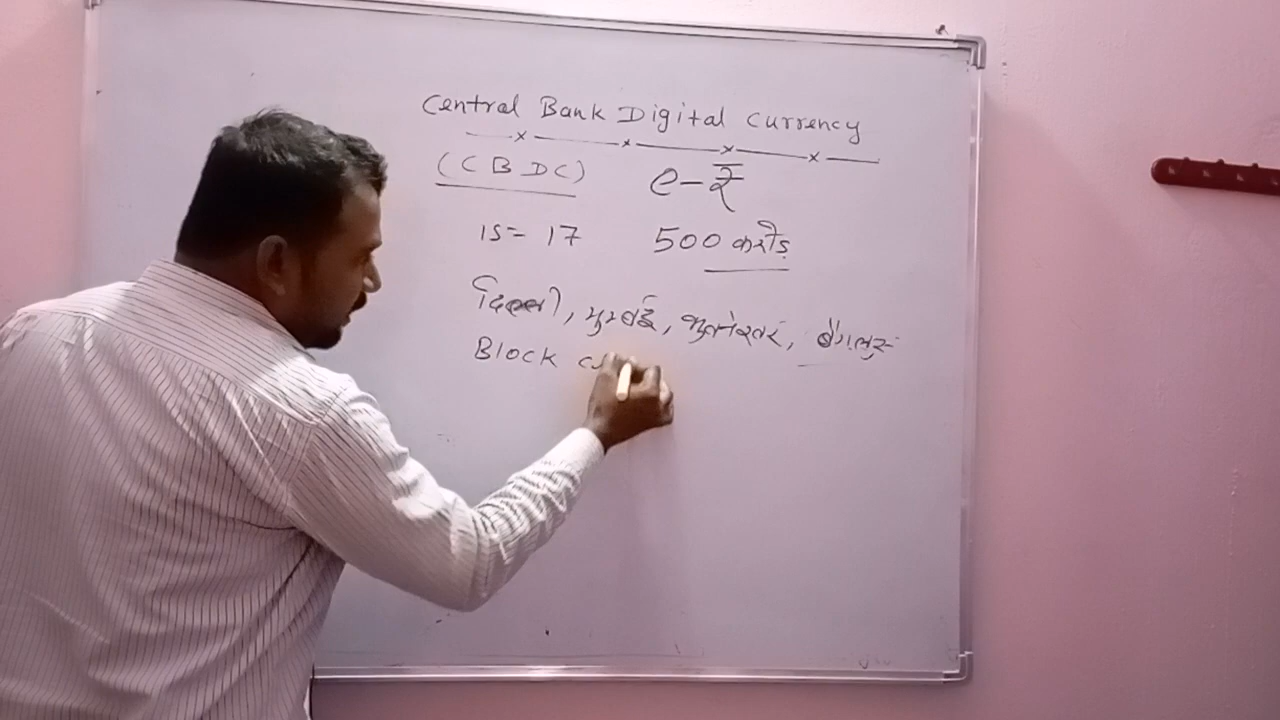 Central Bank Digital Currency
(CBDC) e-₹
15= 17 500 करोड़
दिल्ली, मुम्बई, भुवनेश्वर, बेंगलुरु
Block